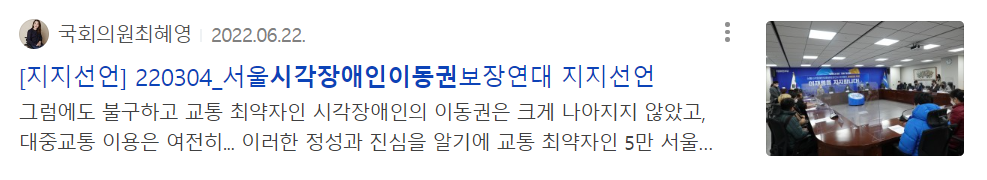 국회의원최혜영 2022.06.22.
[지지선언] 220304_서울시각장애인이동권보장연대 지지선언
그럼에도 불구하고 교통 최약자인 시각장애인의 이동권은 크게 나아지지 않았고,
대중교통 이용은 여전히... 이러한 정성과 진심을 알기에 교통 최약자인 5만 서울...